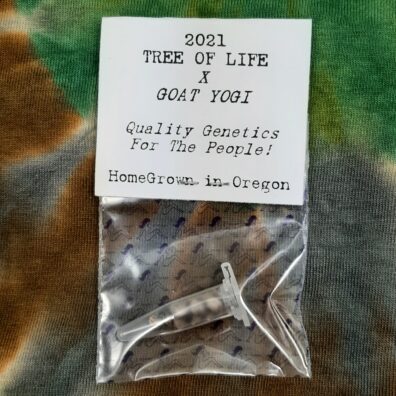 2021
TREE OF LIFE
X
GOAT YOGI
Quality Genetics
For The People!
HomeGrown in Oregon